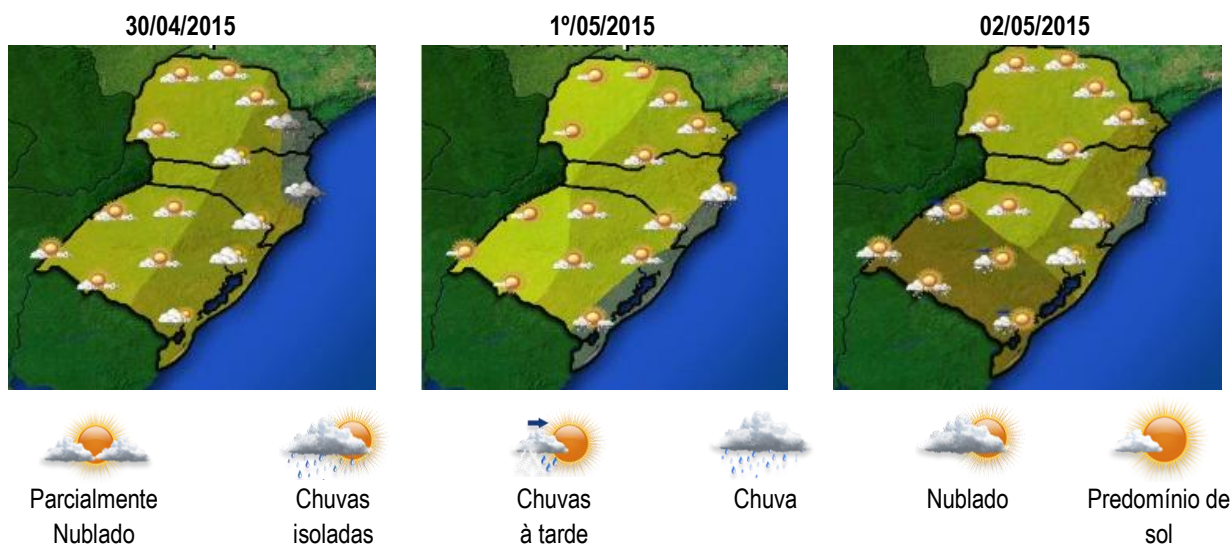 30/04/2015
1º/05/2015
02/05/2015
Parcialmente
Nublado
Chuvas
isoladas
Chuvas
à tarde
Chuva
Nublado
Predomínio de
sol